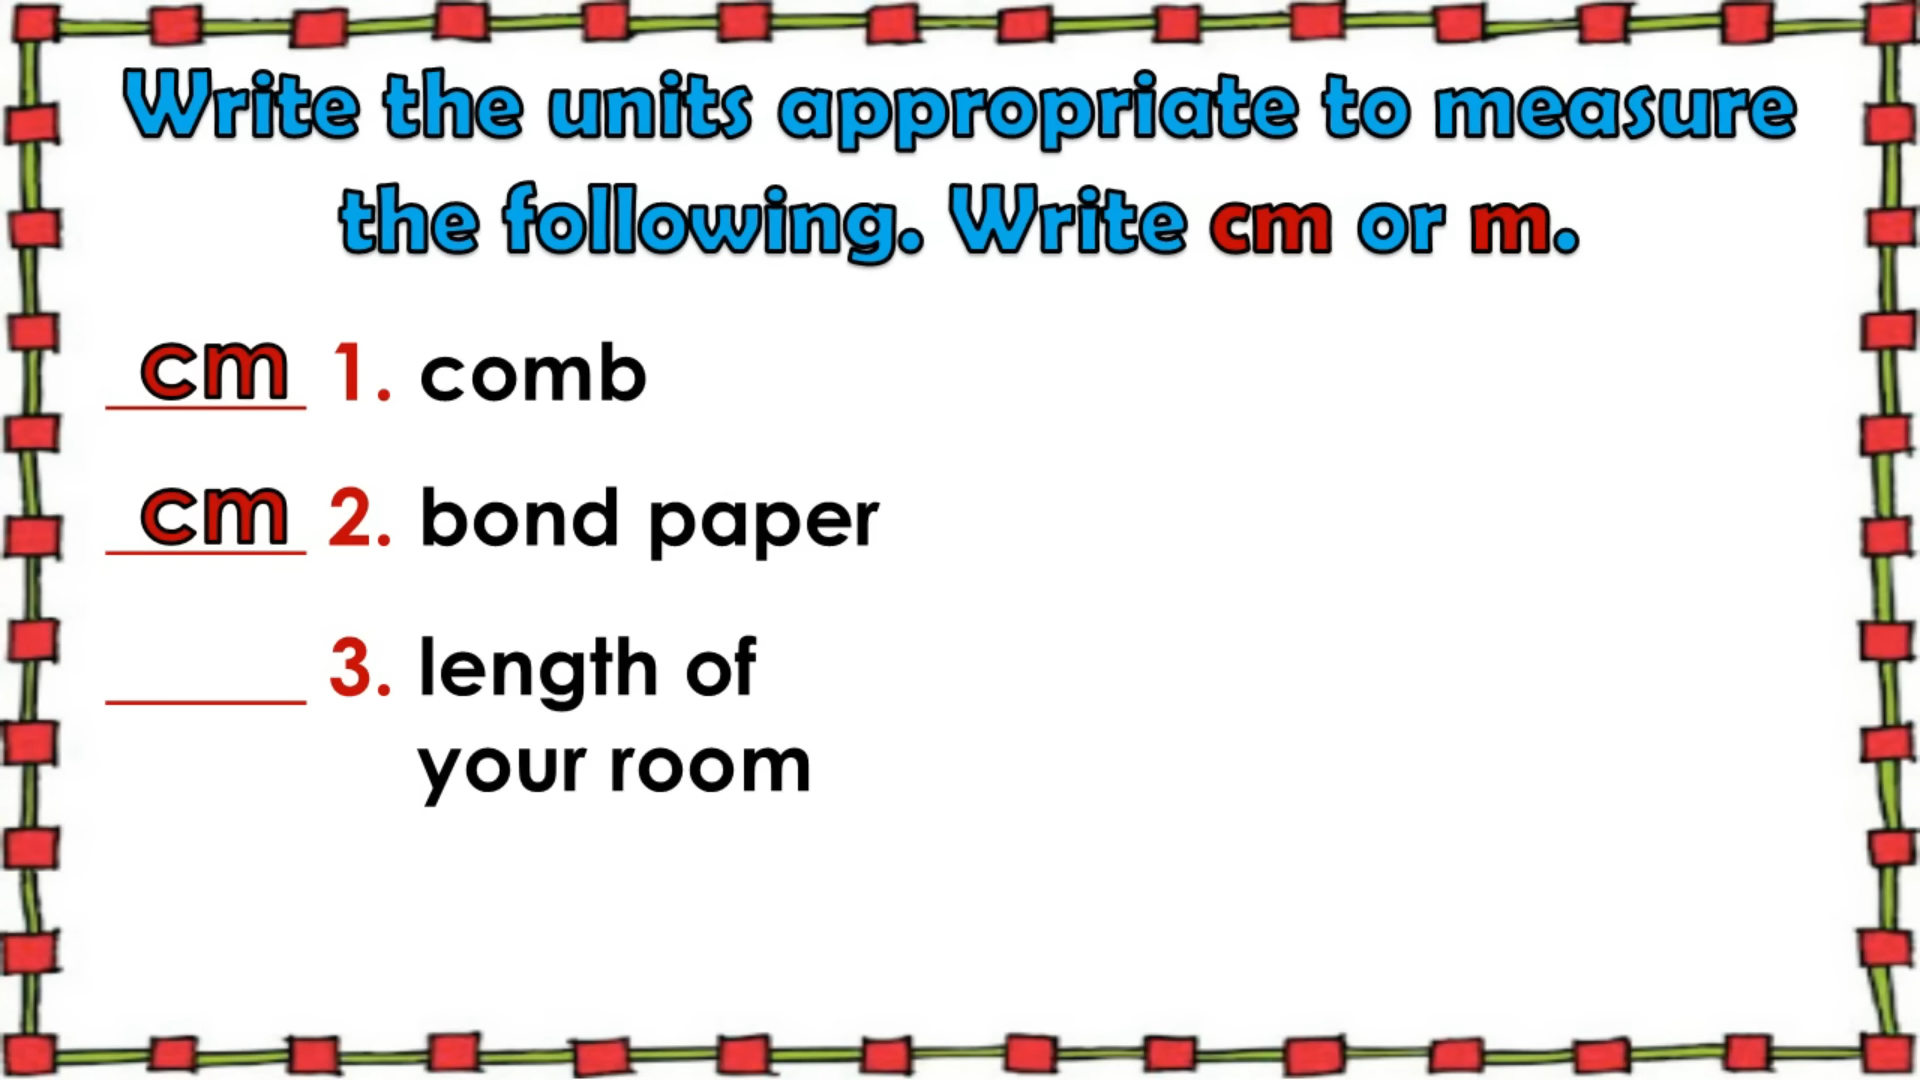 Write the units appropriate to measure
the following. Write cm or m.
cm 1. comb
cm 2. bond paper
______ 3. length of
your room